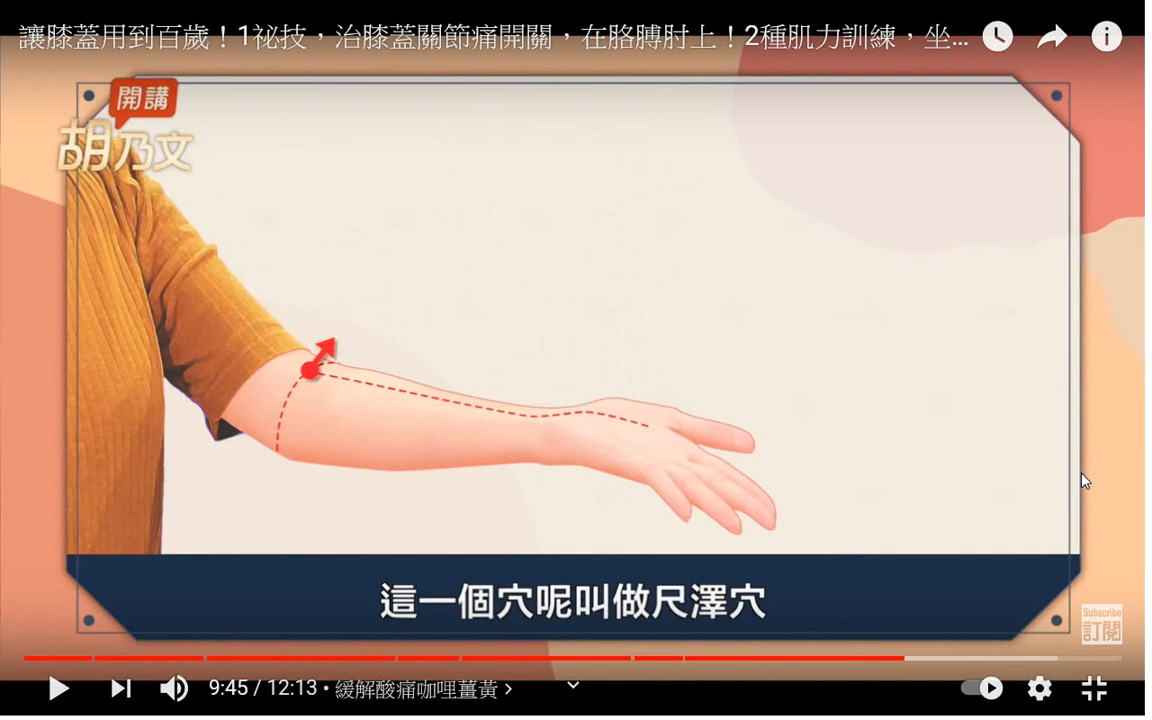 讓膝蓋用到百歲！1祕技，治膝蓋關節痛開關，在胳膊肘上！2種肌力訓練，坐...
開講
胡乃文
這一個穴呢叫做尺澤穴
Subscribe
訂閱
9:45 / 12:13 • 緩解酸痛咖哩薑黃 ›